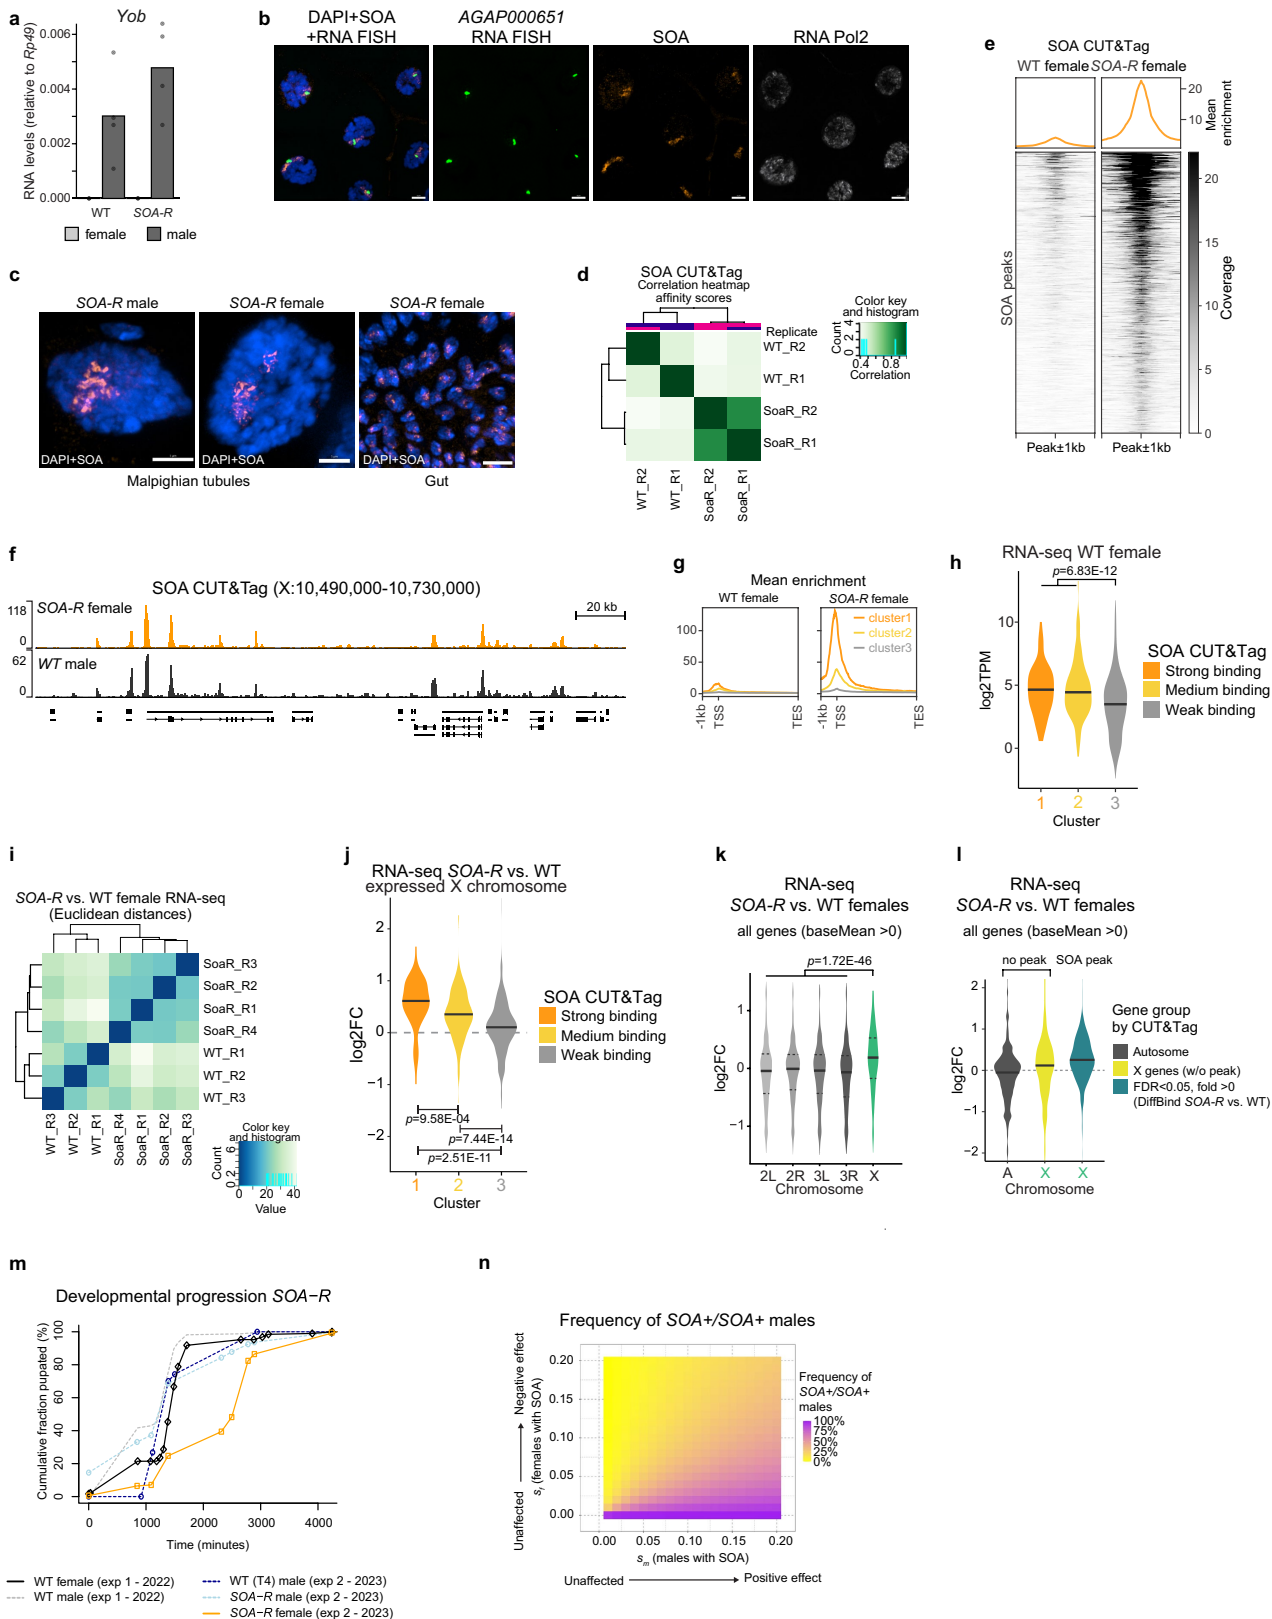 a
Yob
RNA levels (relative to Rp49)
0.006
0.004
0.002
0.000
WT
SOA-R
female
male
b
DAPI+SOA
+RNA FISH
AGAP000651
RNA FISH
SOA
RNA Pol2
c
SOA-R male
SOA-R female
SOA-R female
DAPI+SOA
DAPI+SOA
DAPI+SOA
Malpighian tubules
Gut
d
SOA CUT&Tag
Correlation heatmap
affinity scores
Replicate
WT_R2
WT_R1
SoaR_R2
SoaR_R1
WT_R2
WT_R1
SoaR_R2
SoaR_R1
Color key
and histogram
Count
4
2
0
0.4
0.8
Correlation
e
SOA CUT&Tag
WT female
SOA-R female
20
10
Mean
enrichment
SOA peaks
Peak±1kb
Peak±1kb
20
15
10
5
0
Coverage
f
SOA CUT&Tag (X:10,490,000-10,730,000)
SOA-R female
118
0
20 kb
WT male
62
0
g
Mean enrichment
WT female
SOA-R female
100
50
0
cluster1
cluster2
cluster3
-1kb
TSS
TES
-1kb
TSS
TES
h
RNA-seq WT female
p=6.83E-12
log2TPM
10
5
0
1
2
3
Cluster
SOA CUT&Tag
Strong binding
Medium binding
Weak binding
i
SOA-R vs. WT female RNA-seq
(Euclidean distances)
SoaR_R3
SoaR_R2
SoaR_R1
SoaR_R4
WT_R1
WT_R2
WT_R3
WT_R3
WT_R2
WT_R1
SoaR_R4
SoaR_R1
SoaR_R2
SoaR_R3
Color key
and histogram
Count
6
2
0
0
20
40
Value
j
RNA-seq SOA-R vs. WT
expressed X chromosome
log2FC
2
1
0
−1
−2
p=9.58E-04
p=7.44E-14
p=2.51E-11
1
2
3
Cluster
SOA CUT&Tag
Strong binding
Medium binding
Weak binding
k
RNA-seq
SOA-R vs. WT females
all genes (baseMean >0)
p=1.72E-46
log2FC
1
0
−1
2L
2R
3L
3R
X
Chromosome
l
RNA-seq
SOA-R vs. WT females
all genes (baseMean >0)
no peak
SOA peak
log2FC
2
1
0
−1
−2
A
X
X
Chromosome
Gene group
by CUT&Tag
Autosome
X genes (w/o peak)
FDR<0.05, fold >0
(DiffBind SOA-R vs. WT)
m
Developmental progression SOA−R
Cumulative fraction pupated (%)
100
80
60
40
20
0
0
1000
2000
3000
4000
Time (minutes)
WT female (exp 1 - 2022)
WT male (exp 1 - 2022)
WT (T4) male (exp 2 - 2023)
SOA−R male (exp 2 - 2023)
SOA−R female (exp 2 - 2023)
n
Frequency of SOA+/SOA+ males
Unaffected
Negative effect
sf (females with SOA)
0.20
0.15
0.10
0.05
0.00
0.00
0.05
0.10
0.15
0.20
sm (males with SOA)
Unaffected
Positive effect
Frequency of
SOA+/SOA+
males
100%
75%
50%
25%
0%